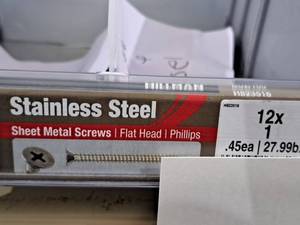 HILLMAN
Stainless Steel
Sheet Metal Screws | Flat Head | Phillips
12x
1
.45ea | 27.99b